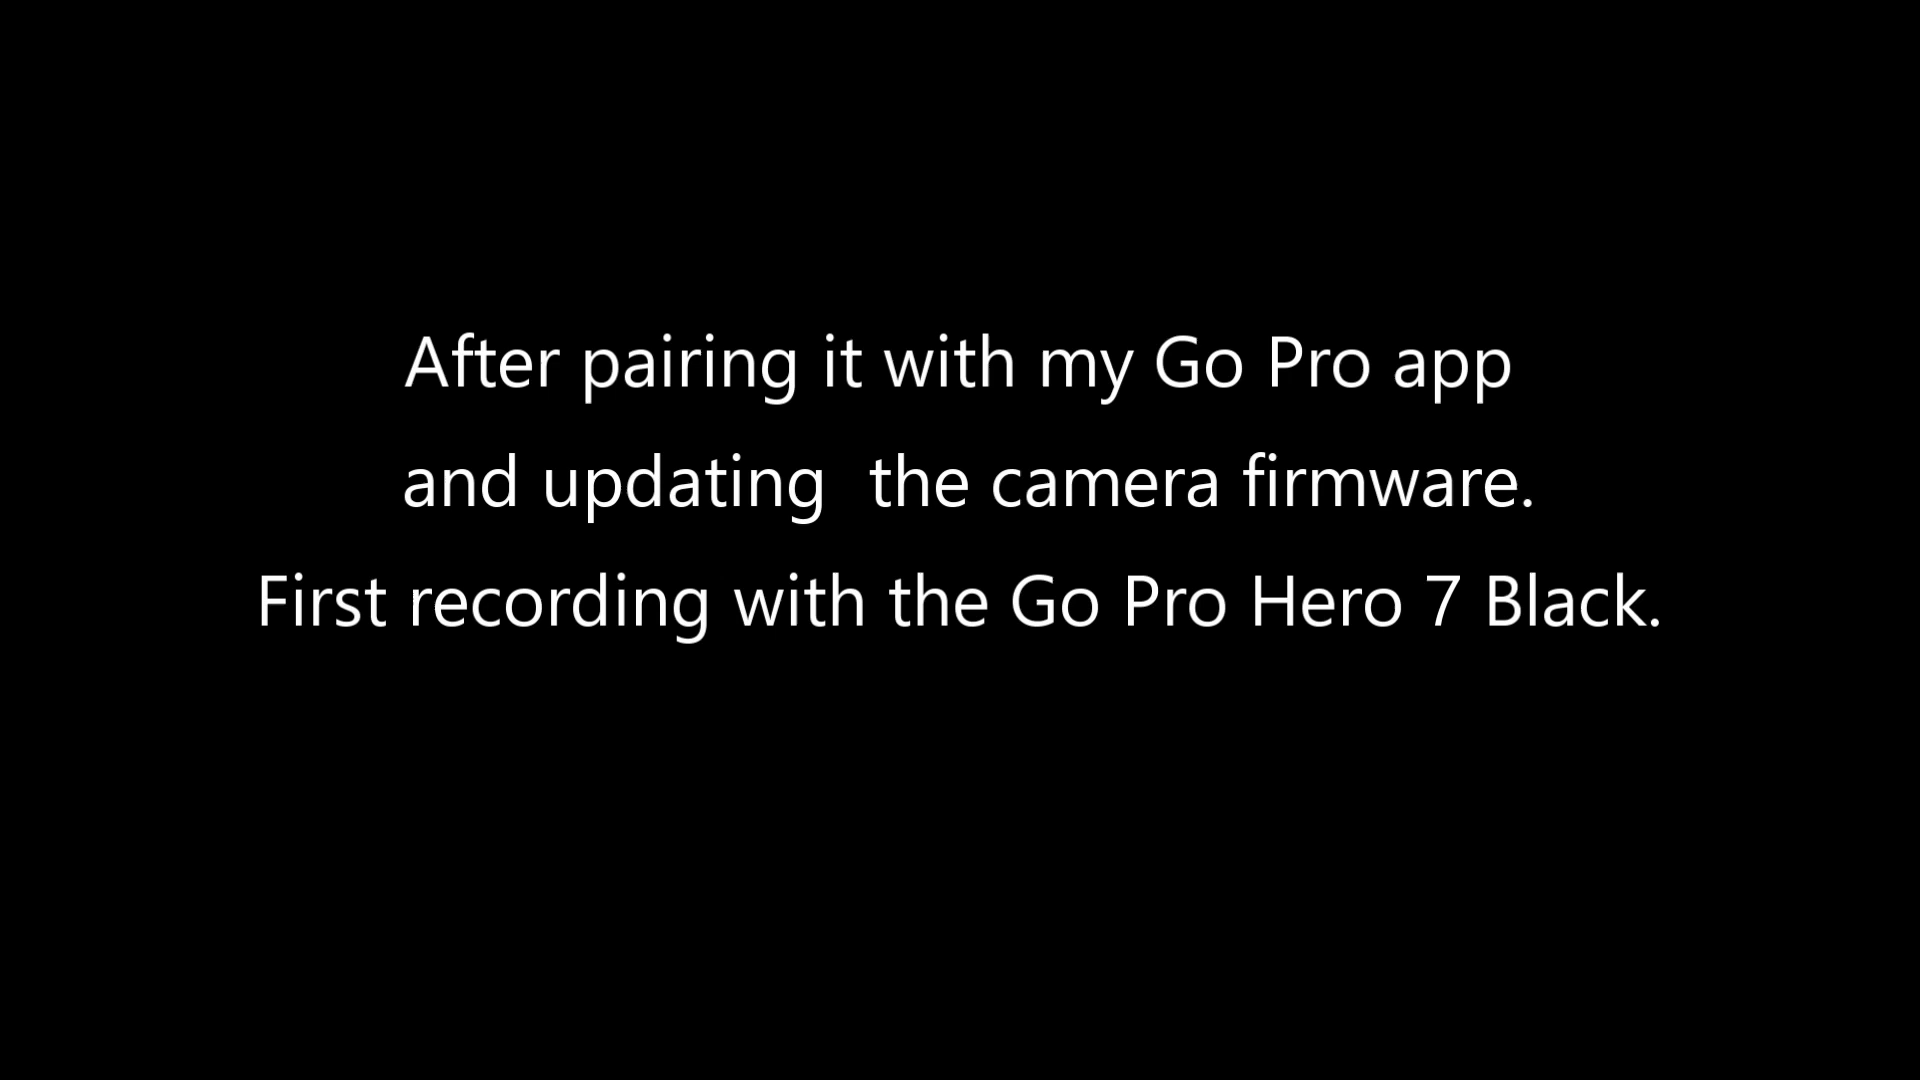 After pairing it with my Go Pro app
and updating  the camera firmware.
First recording with the Go Pro Hero 7 Black.